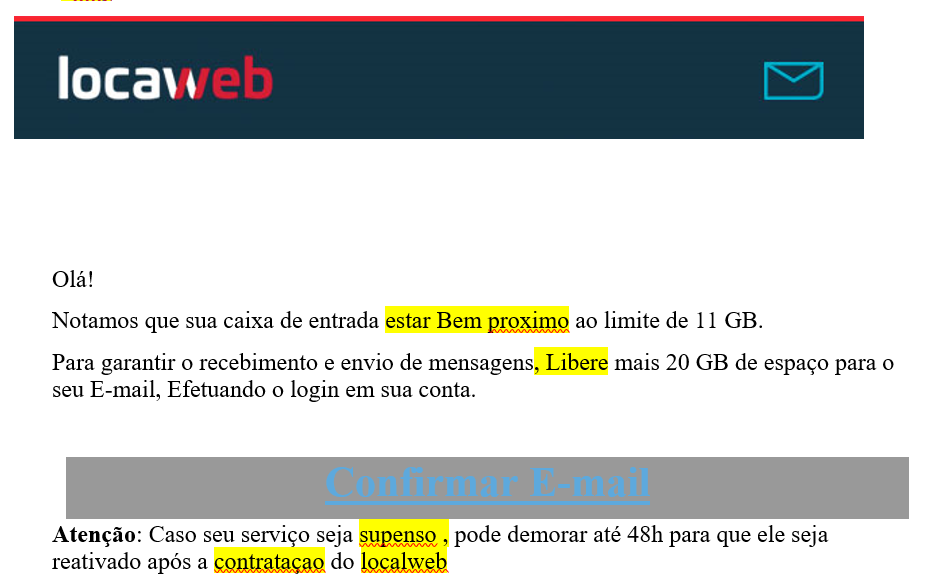 locaweb
Olá!
Notamos que sua caixa de entrada estar Bem proximo ao limite de 11 GB.
Para garantir o recebimento e envio de mensagens, Libere mais 20 GB de espaço para o
seu E-mail, Efetuando o login em sua conta.
Confirmar E-mail
Atenção: Caso seu serviço seja supenso , pode demorar até 48h para que ele seja
reativado após a contrataçao do localweb